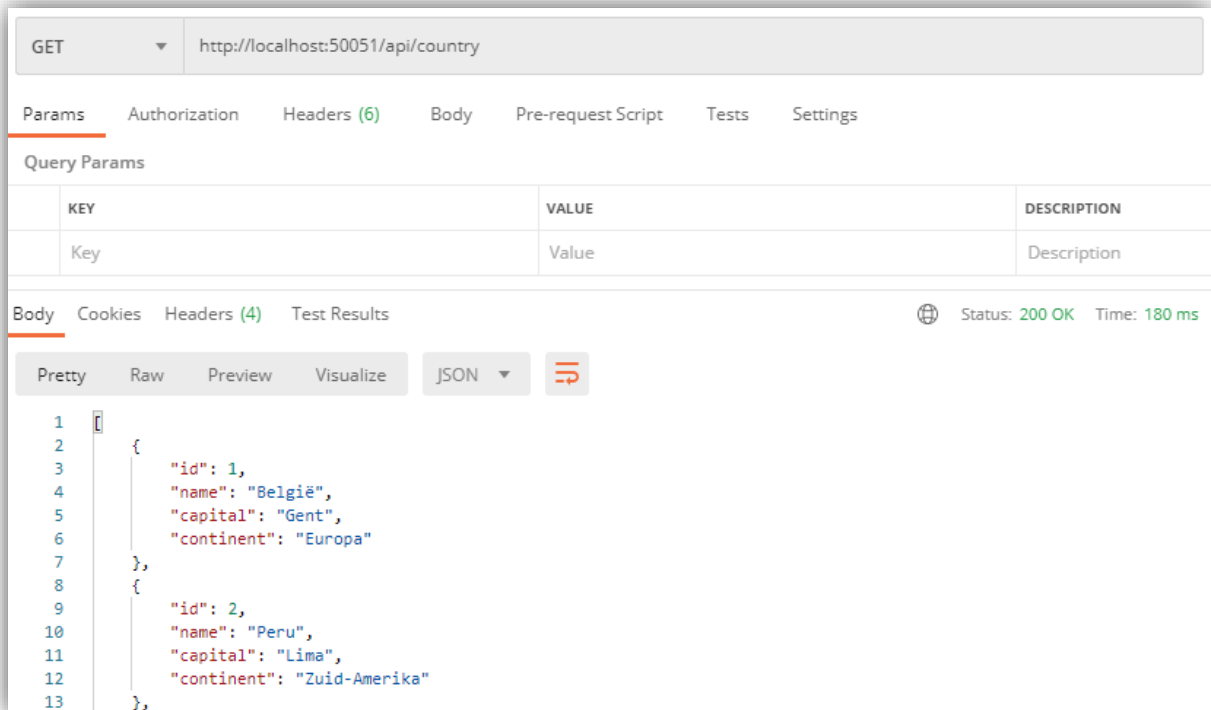 GET http://localhost:50051/api/country
Params Authorization Headers (6) Body Pre-request Script Tests Settings
Query Params
KEY VALUE DESCRIPTION
Key Value Description
Body Cookies Headers (4) Test Results Status: 200 OK Time: 180 ms
Pretty Raw Preview Visualize JSON
1 [
2 {
3 "id": 1,
4 "name": "België",
5 "capital": "Gent",
6 "continent": "Europa"
7 },
8 {
9 "id": 2,
10 "name": "Peru",
11 "capital": "Lima",
12 "continent": "Zuid-Amerika"
13 },